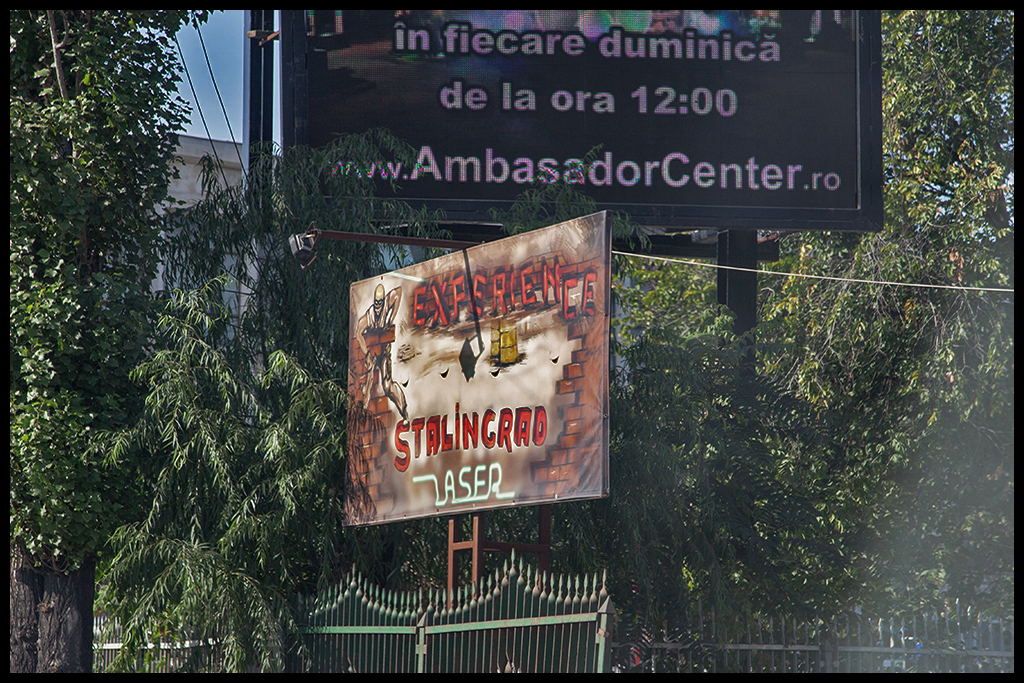 în fiecare duminică
de la ora 12:00
www.AmbasadorCenter.ro
EXPERIENCE
STALINGRAD
LASER